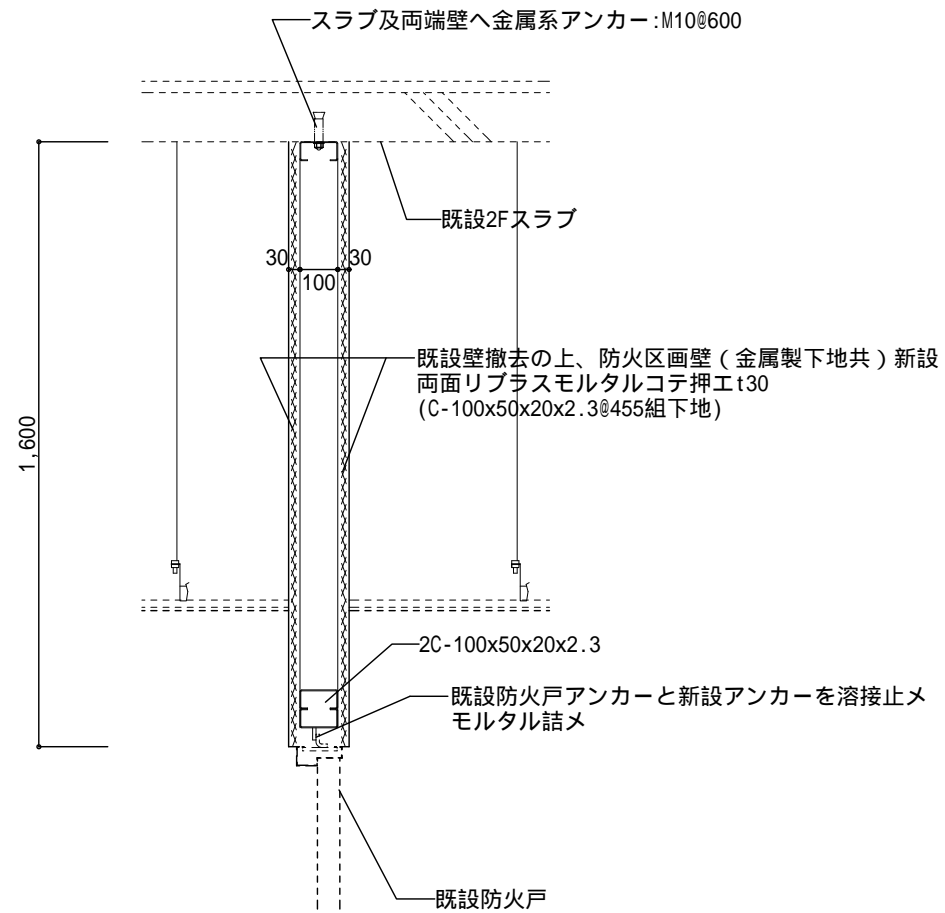 スラブ及両端壁へ金属系アンカー:M10@600
既設2Fスラブ
30
100
30
既設壁撤去の上、防火区画壁(金属製下地共)新設
両面リブラスモルタルコテ押エt30
(C-100x50x20x2.3@455組下地)
1,600
2C-100x50x20x2.3
既設防火戸アンカーと新設アンカーを溶接止メ
モルタル詰メ
既設防火戸